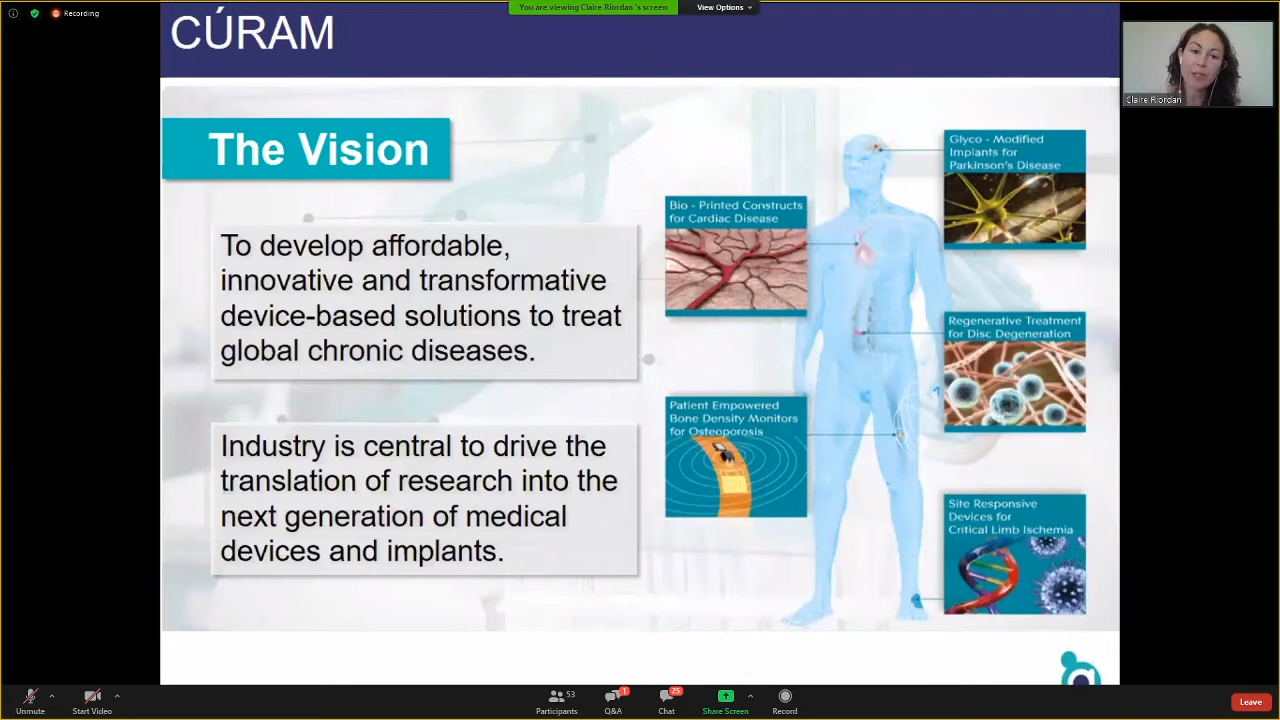 Recording
You are viewing Claire Riordan 's screen
View Options
CÚRAM
Claire Riordan
The Vision
To develop affordable,
innovative and transformative
device-based solutions to treat
global chronic diseases.
Industry is central to drive the
translation of research into the
next generation of medical
devices and implants.
Bio - Printed Constructs
for Cardiac Disease
Patient Empowered
Bone Density Monitors
for Osteoporosis
Glyco - Modified
Implants for
Parkinson's Disease
Regenerative Treatment
for Disc Degeneration
Site Responsive
Devices for
Critical Limb Ischemia
Unmute
Start Video
53
Participants
1
Q&A
25
Chat
Share Screen
Record
Leave